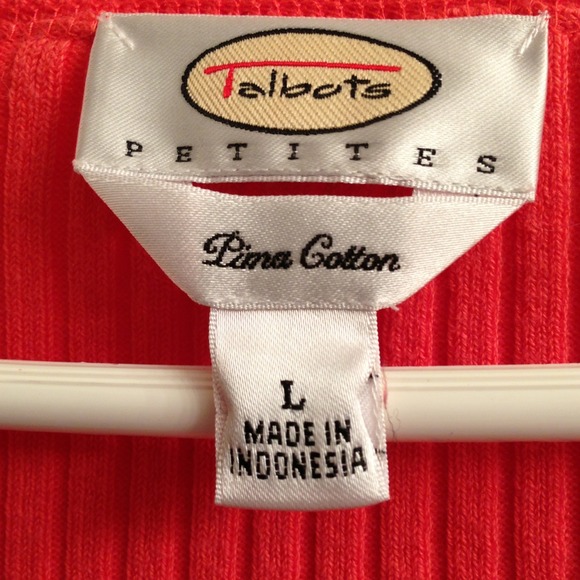 Talbots
PETITES
Pima Cotton
L
MADE IN
INDONESIA